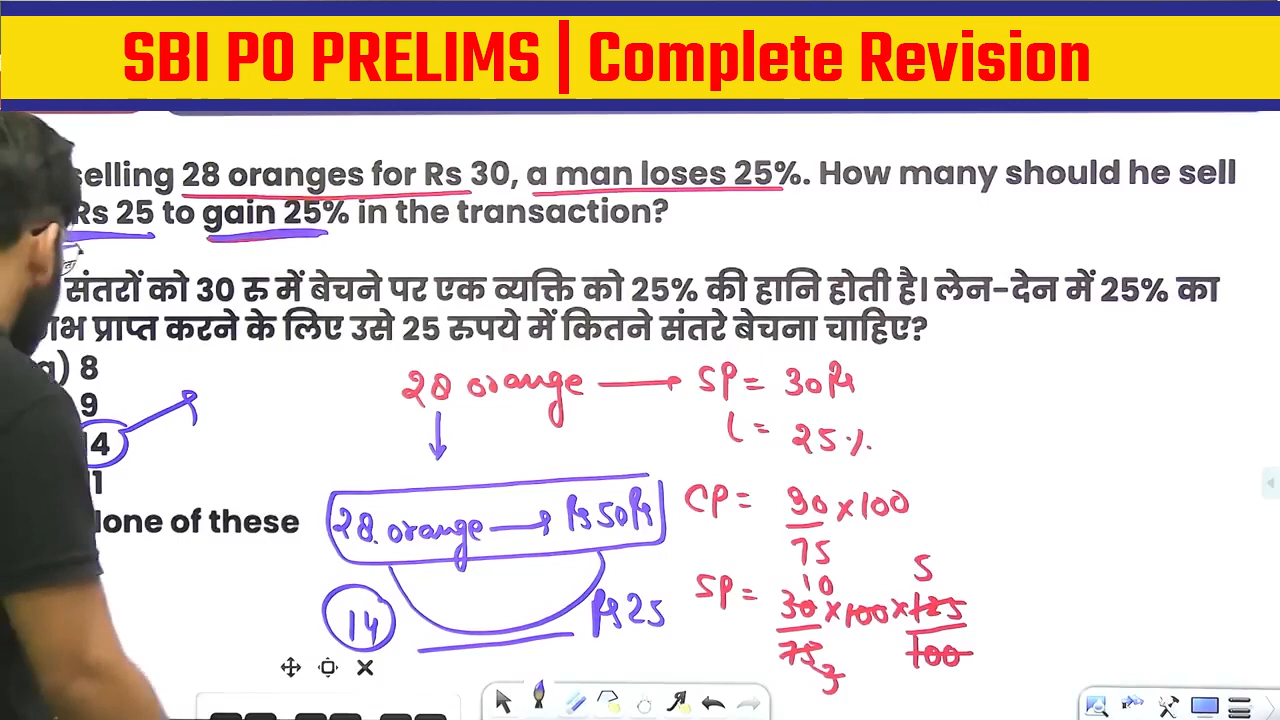 SBI PO PRELIMS | Complete Revision
selling 28 oranges for Rs 30, a man loses 25%. How many should he sell
Rs 25 to gain 25% in the transaction?
संतरों को 30 रु में बेचने पर एक व्यक्ति को 25% की हानि होती है। लेन-देन में 25% का
प्राप्त करने के लिए उसे 25 रुपये में कितने संतरे बेचना चाहिए?
a) 8
9
14
11
None of these
28 orange → SP = 30Rs
l = 25%
28 orange → Rs 50Rs
CP = 30 × 100
75
SP = 30 × 100 × 125
75 100
10 5
3
14
Rs 25